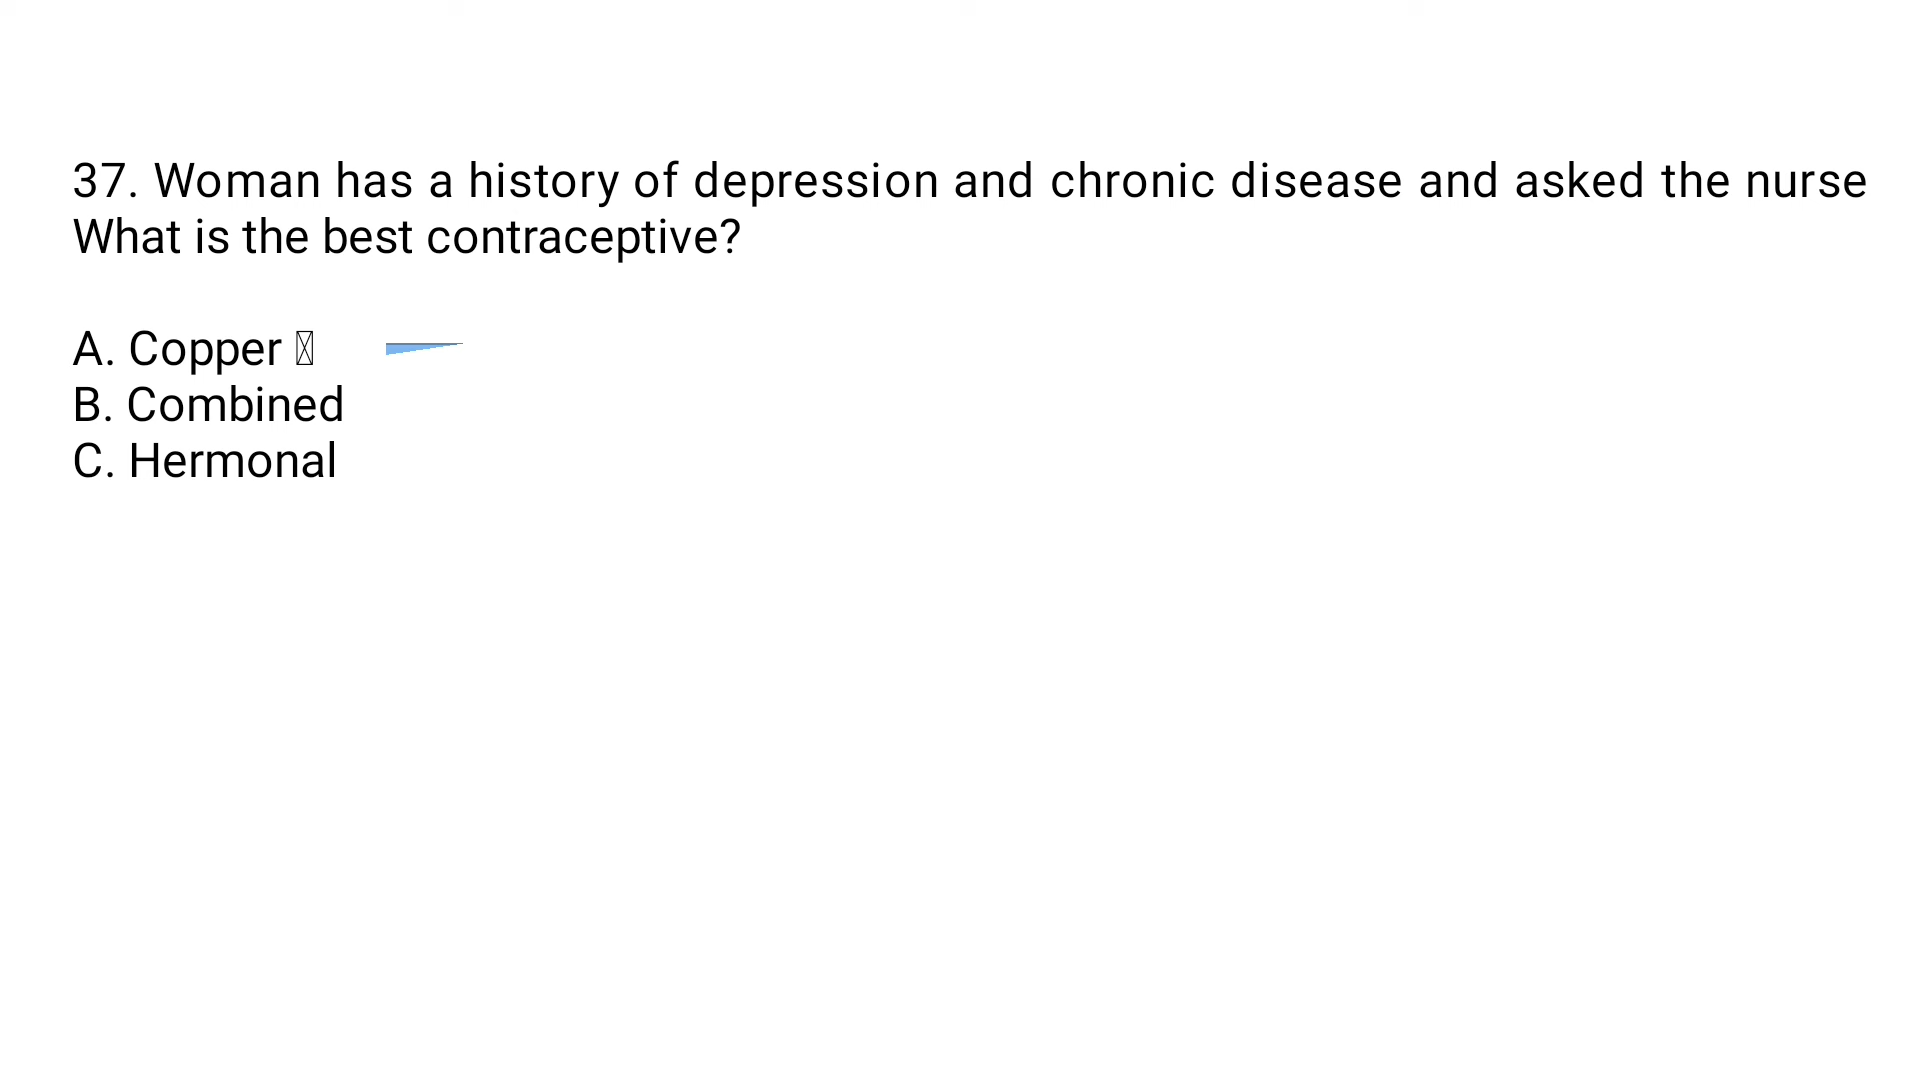 37. Woman has a history of depression and chronic disease and asked the nurse
What is the best contraceptive?
A. Copper
B. Combined
C. Hermonal